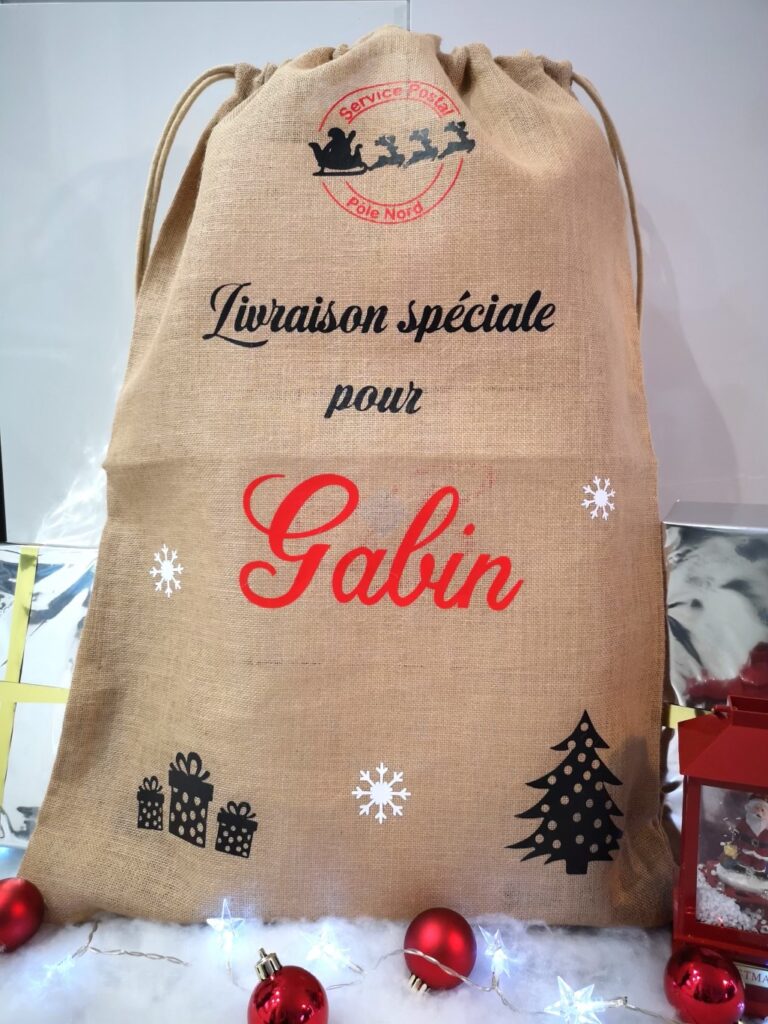 Service Postal
Pôle Nord
Livraison spéciale
pour
Gabin